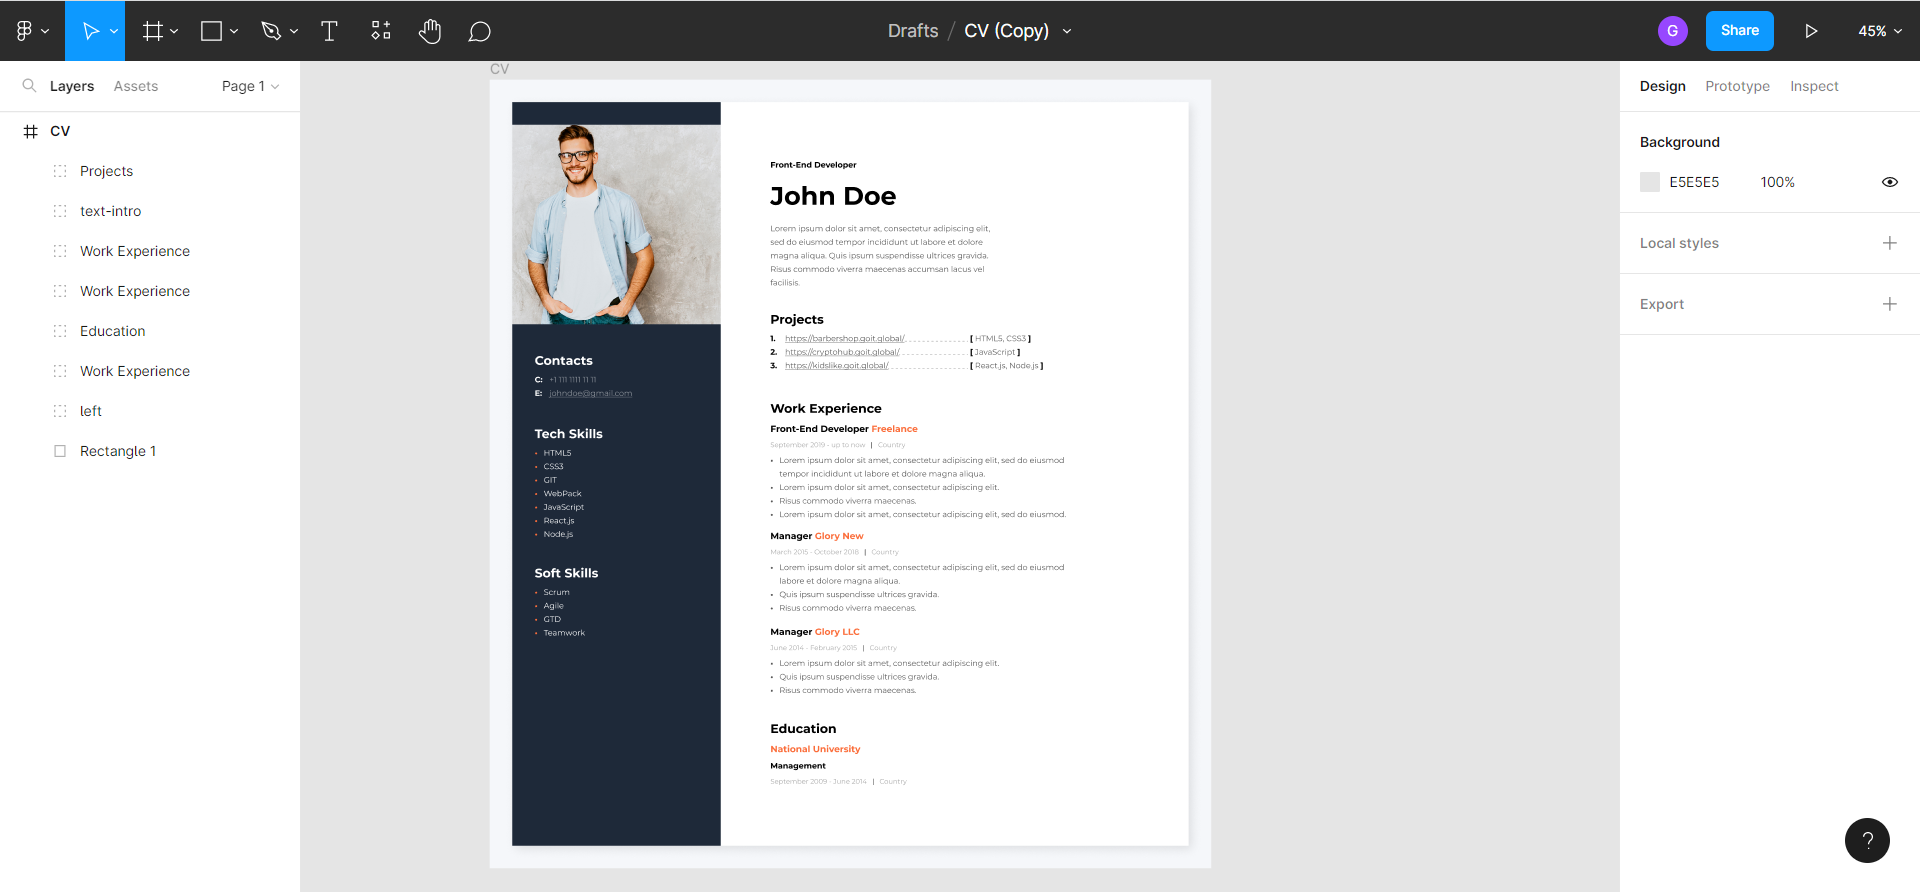 Drafts / CV (Copy)
G
Share
45%
Layers
Assets
Page 1
CV
Projects
text-intro
Work Experience
Work Experience
Education
Work Experience
left
Rectangle 1
CV
Contacts
C: +1 111 1111 11 11
E: johndoe@gmail.com
Tech Skills
• HTML5
• CSS3
• GIT
• WebPack
• JavaScript
• React.js
• Node.js
Soft Skills
• Scrum
• Agile
• GTD
• Teamwork
Front-End Developer
John Doe
Lorem ipsum dolor sit amet, consectetur adipiscing elit,
sed do eiusmod tempor incididunt ut labore et dolore
magna aliqua. Quis ipsum suspendisse ultrices gravida.
Risus commodo viverra maecenas accumsan lacus vel
facilisis.
Projects
1. https://barbershop.goit.global/ [ HTML5, CSS3 ]
2. https://cryptohub.goit.global/ [ JavaScript ]
3. https://kidslike.goit.global/ [ React.js, Node.js ]
Work Experience
Front-End Developer Freelance
September 2019 - up to now | Country
• Lorem ipsum dolor sit amet, consectetur adipiscing elit, sed do eiusmod
tempor incididunt ut labore et dolore magna aliqua.
• Lorem ipsum dolor sit amet, consectetur adipiscing elit.
• Risus commodo viverra maecenas.
• Lorem ipsum dolor sit amet, consectetur adipiscing elit, sed do eiusmod.
Manager Glory New
March 2015 - October 2018 | Country
• Lorem ipsum dolor sit amet, consectetur adipiscing elit, sed do eiusmod
labore et dolore magna aliqua.
• Quis ipsum suspendisse ultrices gravida.
• Risus commodo viverra maecenas.
Manager Glory LLC
June 2014 - February 2015 | Country
• Lorem ipsum dolor sit amet, consectetur adipiscing elit.
• Quis ipsum suspendisse ultrices gravida.
• Risus commodo viverra maecenas.
Education
National University
Management
September 2009 - June 2014 | Country
Design
Prototype
Inspect
Background
E5E5E5 100%
Local styles
Export
?